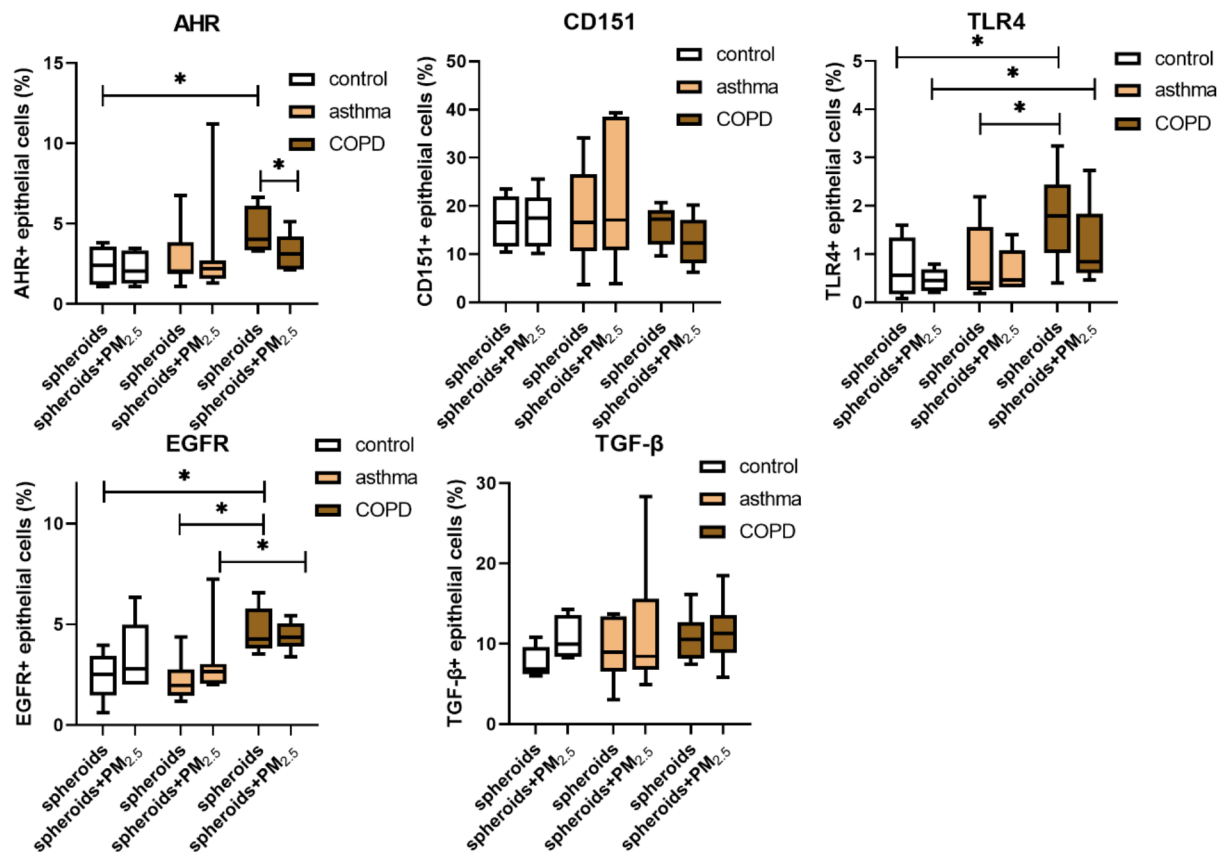 AHR
AHR+ epithelial cells (%)
15
10
5
0
*
*
control
asthma
COPD
spheroids
spheroids+PM2.5
spheroids
spheroids+PM2.5
spheroids
spheroids+PM2.5
CD151
CD151+ epithelial cells (%)
50
40
30
20
10
0
control
asthma
COPD
spheroids
spheroids+PM2.5
spheroids
spheroids+PM2.5
spheroids
spheroids+PM2.5
TLR4
TLR4+ epithelial cells (%)
5
4
3
2
1
0
*
*
*
control
asthma
COPD
spheroids
spheroids+PM2.5
spheroids
spheroids+PM2.5
spheroids
spheroids+PM2.5
EGFR
EGFR+ epithelial cells (%)
10
5
0
*
*
*
control
asthma
COPD
spheroids
spheroids+PM2.5
spheroids
spheroids+PM2.5
spheroids
spheroids+PM2.5
TGF-β
TGF-β+ epithelial cells (%)
30
20
10
0
control
asthma
COPD
spheroids
spheroids+PM2.5
spheroids
spheroids+PM2.5
spheroids
spheroids+PM2.5